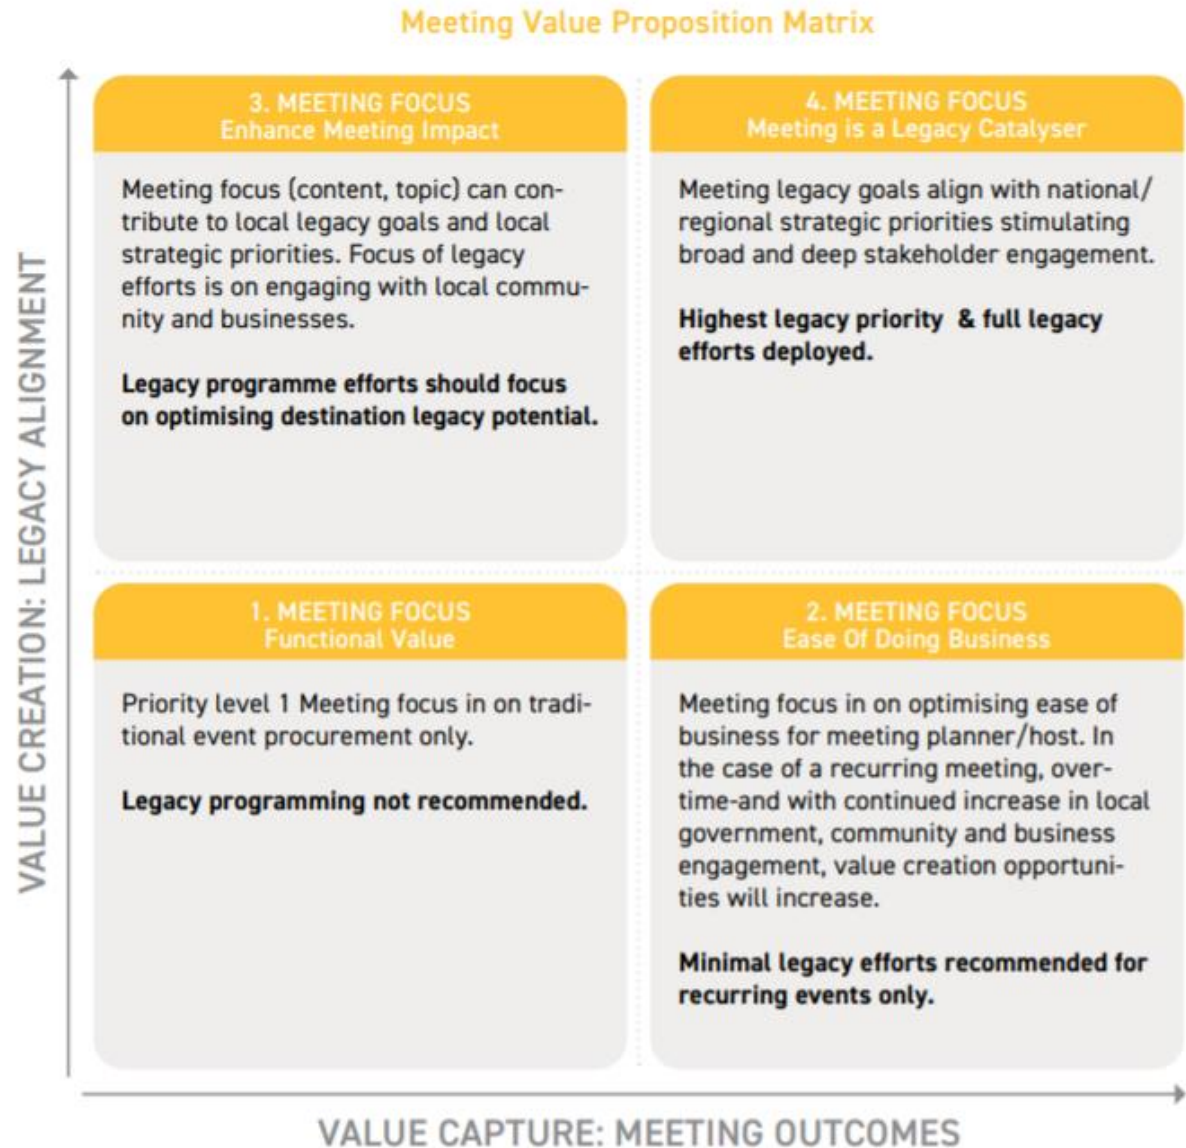 Meeting Value Proposition Matrix
VALUE CREATION: LEGACY ALIGNMENT
3. MEETING FOCUS
Enhance Meeting Impact
Meeting focus (content, topic) can con-
tribute to local legacy goals and local
strategic priorities. Focus of legacy
efforts is on engaging with local commu-
nity and businesses.
Legacy programme efforts should focus
on optimising destination legacy potential.
4. MEETING FOCUS
Meeting is a Legacy Catalyser
Meeting legacy goals align with national/
regional strategic priorities stimulating
broad and deep stakeholder engagement.
Highest legacy priority & full legacy
efforts deployed.
1. MEETING FOCUS
Functional Value
Priority level 1 Meeting focus in on tradi-
tional event procurement only.
Legacy programming not recommended.
2. MEETING FOCUS
Ease Of Doing Business
Meeting focus in on optimising ease of
business for meeting planner/host. In
the case of a recurring meeting, over-
time-and with continued increase in local
government, community and business
engagement, value creation opportuni-
ties will increase.
Minimal legacy efforts recommended for
recurring events only.
VALUE CAPTURE: MEETING OUTCOMES